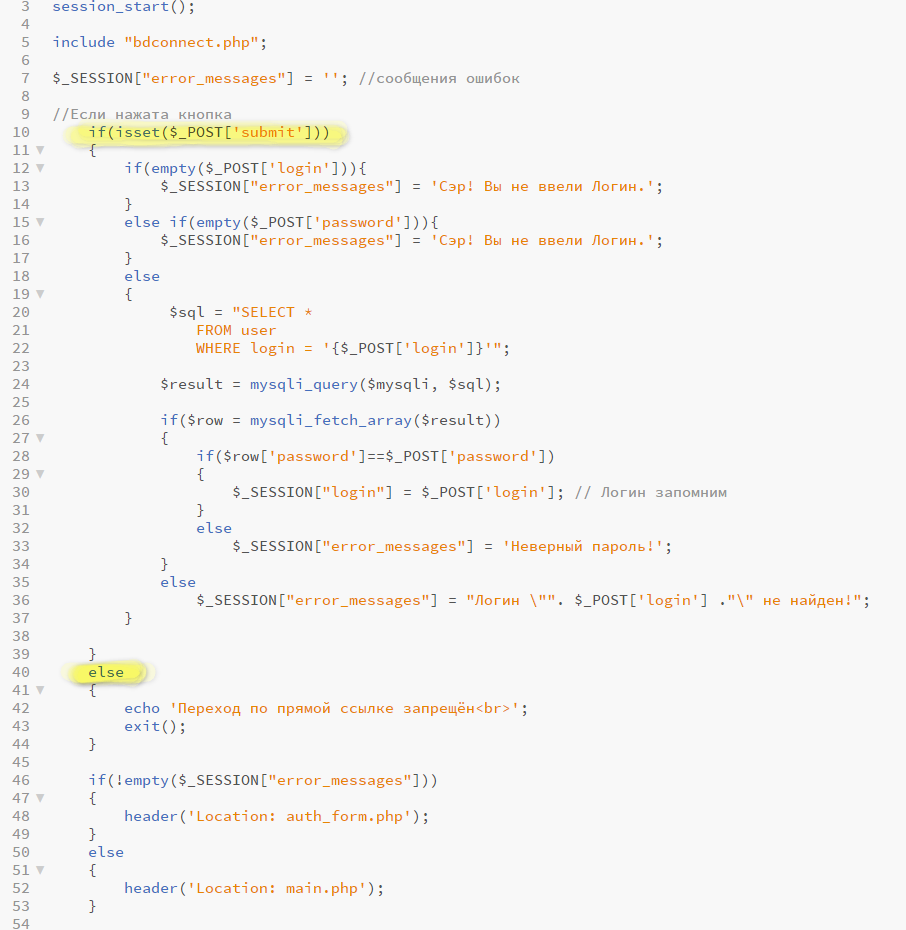 3 session_start();
4
5 include "bdconnect.php";
6
7 $_SESSION["error_messages"] = ''; //сообщения ошибок
8
9 //Если нажата кнопка
10 if(isset($_POST['submit']))
11 {
12 if(empty($_POST['login'])){
13 $_SESSION["error_messages"] = 'Сэр! Вы не ввели Логин.';
14 }
15 else if(empty($_POST['password'])){
16 $_SESSION["error_messages"] = 'Сэр! Вы не ввели Логин.';
17 }
18 else
19 {
20 $sql = "SELECT *
21 FROM user
22 WHERE login = '{$_POST['login']}'";
23
24 $result = mysqli_query($mysqli, $sql);
25
26 if($row = mysqli_fetch_array($result))
27 {
28 if($row['password']==$_POST['password'])
29 {
30 $_SESSION["login"] = $_POST['login']; // Логин запомним
31 }
32 else
33 $_SESSION["error_messages"] = 'Неверный пароль!';
34 }
35 else
36 $_SESSION["error_messages"] = "Логин \"". $_POST['login'] ."\" не найден!";
37 }
38
39 }
40 else
41 {
42 echo 'Переход по прямой ссылке запрещён<br>';
43 exit();
44 }
45
46 if(!empty($_SESSION["error_messages"]))
47 {
48 header('Location: auth_form.php');
49 }
50 else
51 {
52 header('Location: main.php');
53 }
54